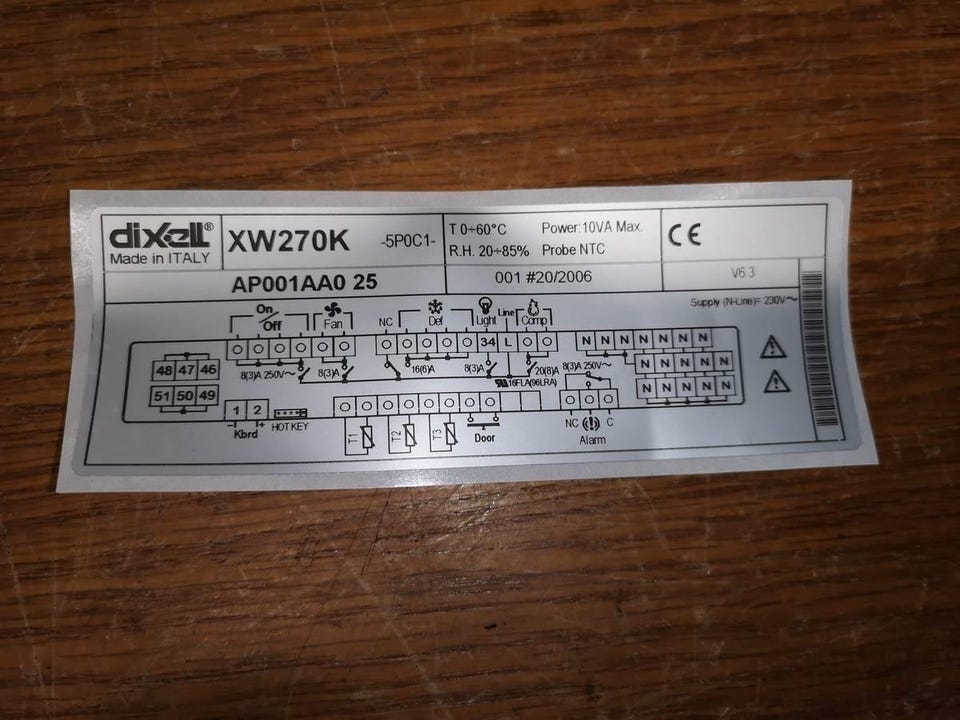 dixell® XW270K -5P0C1- T 0÷60°C Power:10VA Max. CE
Made in ITALY R.H. 20÷85% Probe NTC
AP001AA0 25 001 #20/2006 V6.3
Supply (N-Line)= 230V~
On Off Fan NC Def Light Line Comp
34 L N N N N N N N
48 47 46 8(3)A 250V~ 8(3)A 16(6)A 8(3)A 20(8)A 8(3)A 250V~ N N N N N
16FLA(96LRA)
51 50 49 N N N N N
1 2
- + HOT KEY
Kbrd T1 T2 T3 Door NC C
Alarm